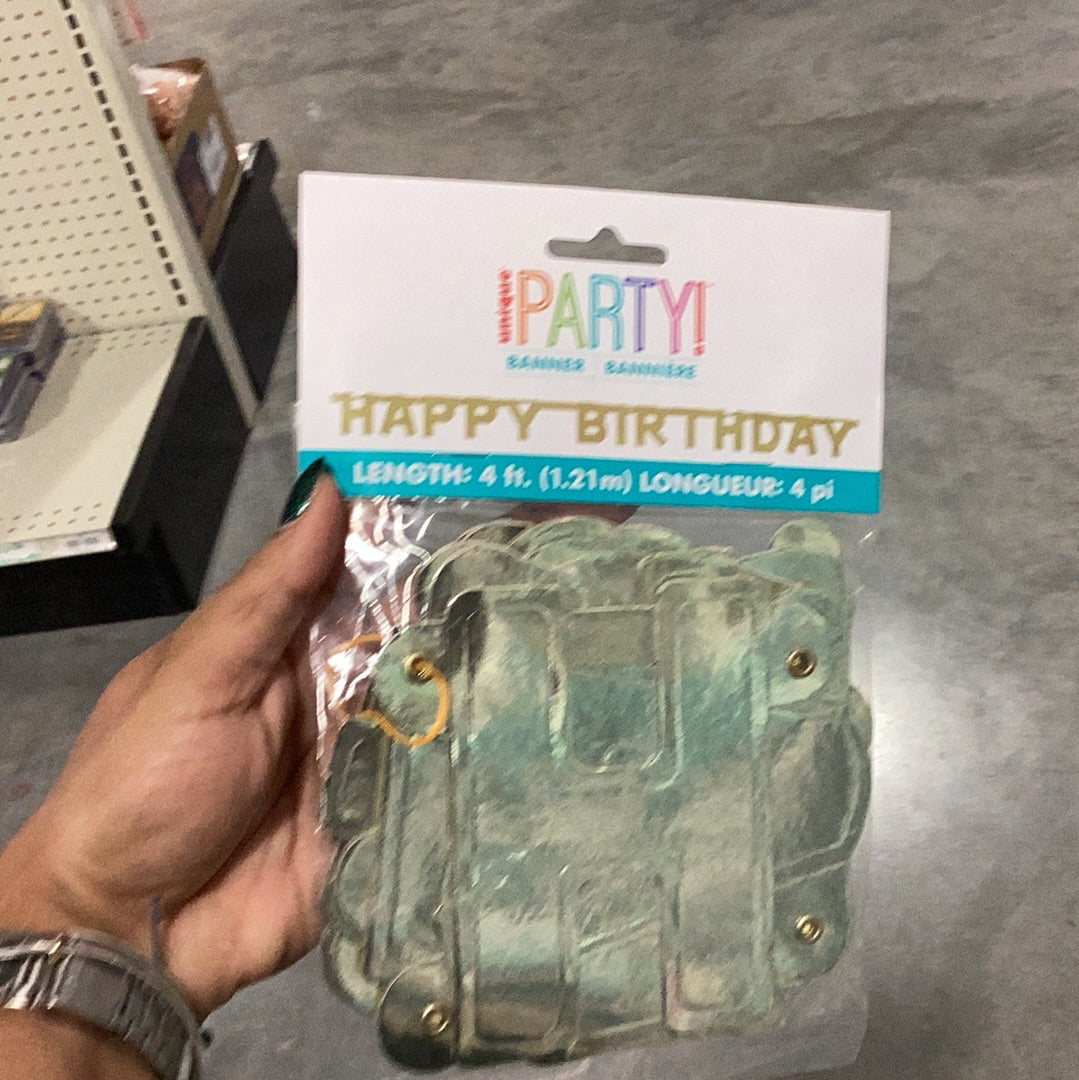 unique PARTY!
BANNER BANNIÈRE
HAPPY BIRTHDAY
LENGTH: 4 ft. (1.21m) LONGUEUR: 4 pi